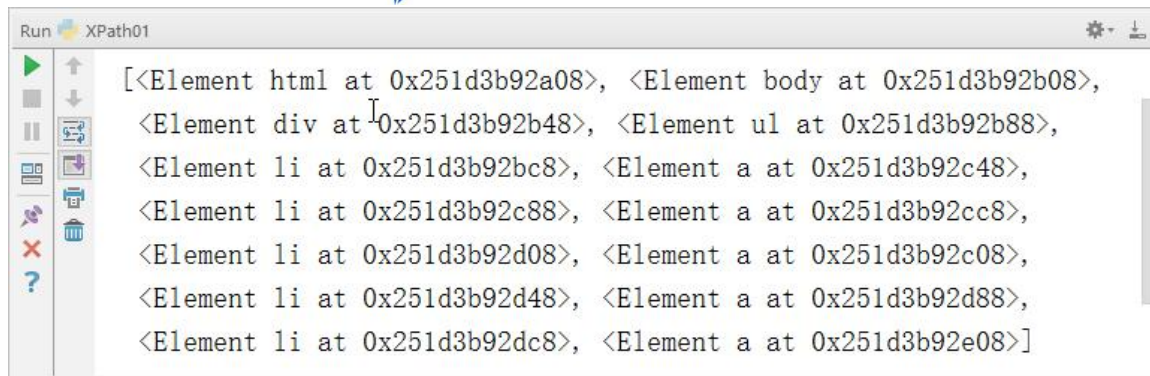 Run XPath01
[<Element html at 0x251d3b92a08>, <Element body at 0x251d3b92b08>,
<Element div at 0x251d3b92b48>, <Element ul at 0x251d3b92b88>,
<Element li at 0x251d3b92bc8>, <Element a at 0x251d3b92c48>,
<Element li at 0x251d3b92c88>, <Element a at 0x251d3b92cc8>,
<Element li at 0x251d3b92d08>, <Element a at 0x251d3b92c08>,
<Element li at 0x251d3b92d48>, <Element a at 0x251d3b92d88>,
<Element li at 0x251d3b92dc8>, <Element a at 0x251d3b92e08>]